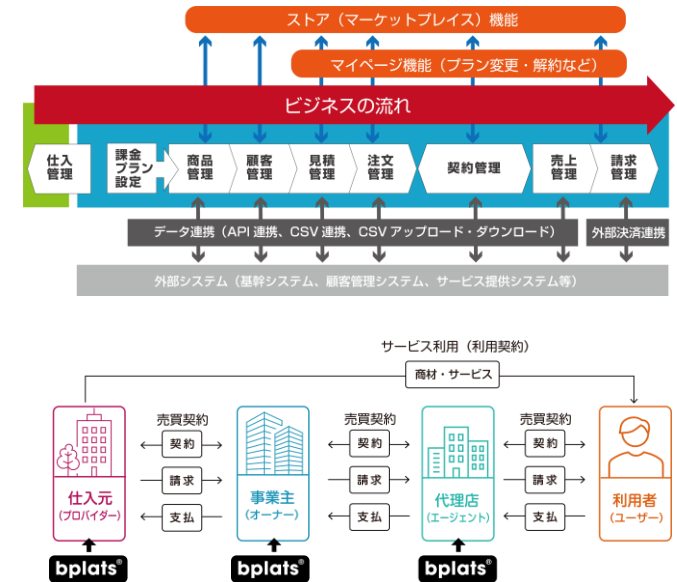 ストア（マーケットプレイス）機能
マイページ機能（プラン変更・解約など）
ビジネスの流れ
仕入
管理
課金
プラン
設定
商品
管理
顧客
管理
見積
管理
注文
管理
契約管理
売上
管理
請求
管理
データ連携（API 連携、CSV 連携、CSV アップロード・ダウンロード）
外部決済連携
外部システム（基幹システム、顧客管理システム、サービス提供システム等）
サービス利用（利用契約）
商材・サービス
売買契約
売買契約
売買契約
契約
契約
契約
請求
請求
請求
支払
支払
支払
仕入元
（プロバイダー）
事業主
（オーナー）
代理店
（エージェント）
利用者
（ユーザー）
bplats®
bplats®
bplats®